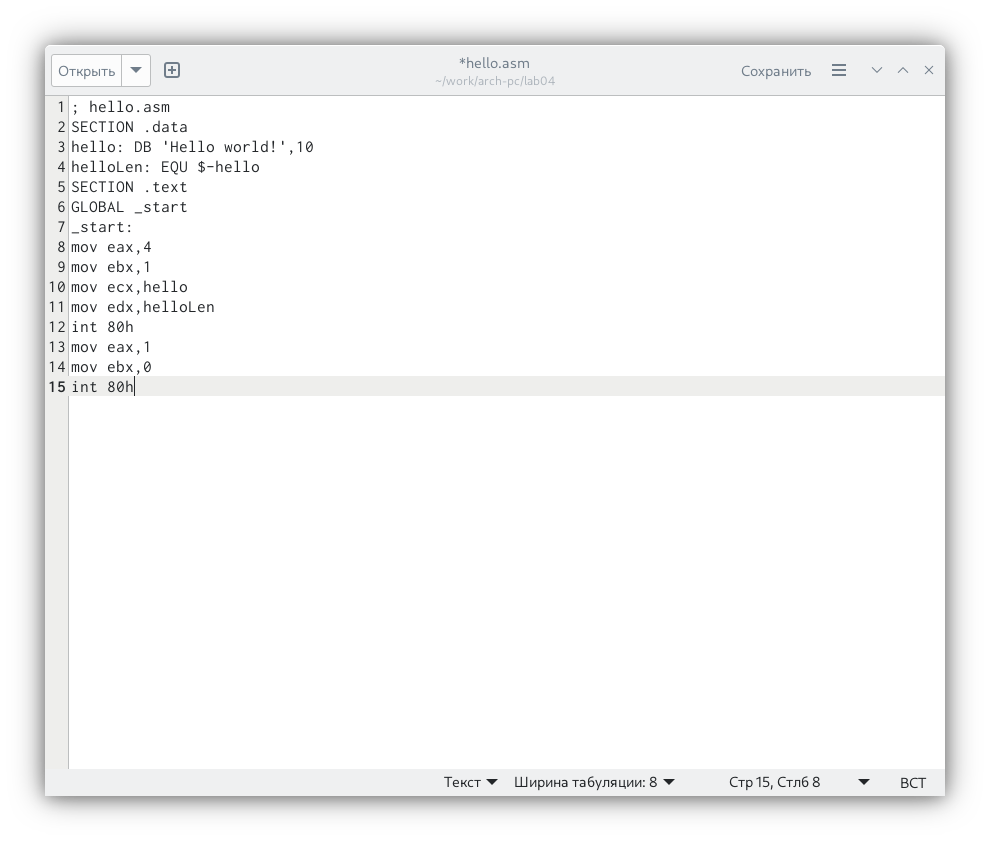 Открыть
*hello.asm
~/work/arch-pc/lab04
Сохранить
1 ; hello.asm
2 SECTION .data
3 hello: DB 'Hello world!',10
4 helloLen: EQU $-hello
5 SECTION .text
6 GLOBAL _start
7 _start:
8 mov eax,4
9 mov ebx,1
10 mov ecx,hello
11 mov edx,helloLen
12 int 80h
13 mov eax,1
14 mov ebx,0
15 int 80h
Текст Ширина табуляции: 8 Стр 15, Стлб 8 ВСТ